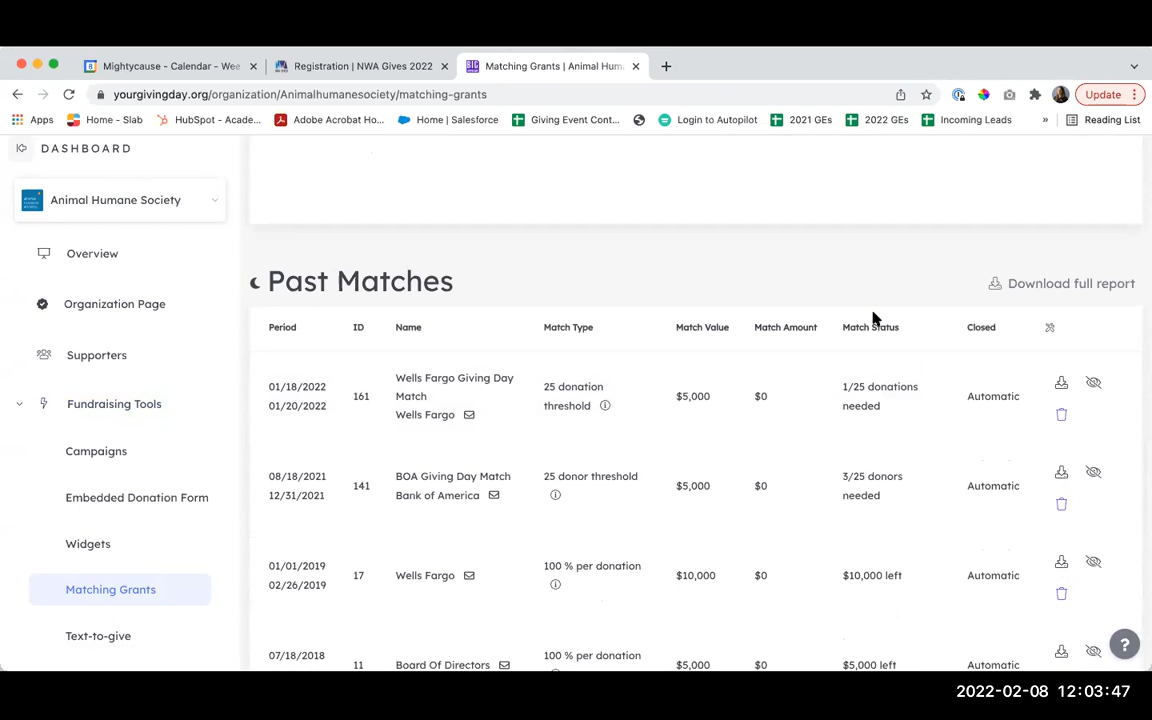 Mightycause - Calendar - Wee
Registration | NWA Gives 2022
Matching Grants | Animal Hum
yourgivingday.org/organization/Animalhumanesociety/matching-grants
Update
Apps
Home - Slab
HubSpot - Acade...
Adobe Acrobat Ho...
Home | Salesforce
Giving Event Cont...
Login to Autopilot
2021 GEs
2022 GEs
Incoming Leads
»
Reading List
DASHBOARD
Animal Humane Society
Overview
Organization Page
Supporters
Fundraising Tools
Campaigns
Embedded Donation Form
Widgets
Matching Grants
Text-to-give
Past Matches
Download full report
Period ID Name Match Type Match Value Match Amount Match Status Closed
01/18/2022
01/20/2022
161
Wells Fargo Giving Day
Match
Wells Fargo
25 donation
threshold
$5,000
$0
1/25 donations
needed
Automatic
08/18/2021
12/31/2021
141
BOA Giving Day Match
Bank of America
25 donor threshold
$5,000
$0
3/25 donors
needed
Automatic
01/01/2019
02/26/2019
17
Wells Fargo
100 % per donation
$10,000
$0
$10,000 left
Automatic
07/18/2018
11
Board Of Directors
100 % per donation
$5,000
$0
$5,000 left
Automatic
?
2022-02-08 12:03:47